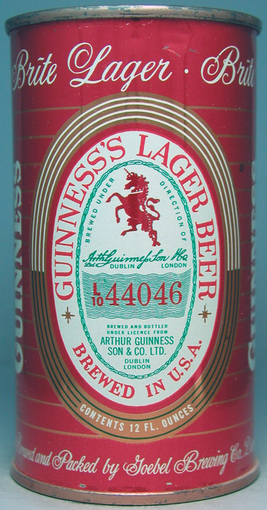 Brite Lager · Brite
GUINNESS'S LAGER BEER
BREWED UNDER DIRECTION OF
Arthur Guinness Son & Co.
DUBLIN LONDON
L/10 44046
BREWED AND BOTTLED
UNDER LICENCE FROM
ARTHUR GUINNESS
SON & CO. LTD.
DUBLIN
LONDON
BREWED IN U.S.A.
CONTENTS 12 FL. OUNCES
and Packed by Goebel Brewing Co.